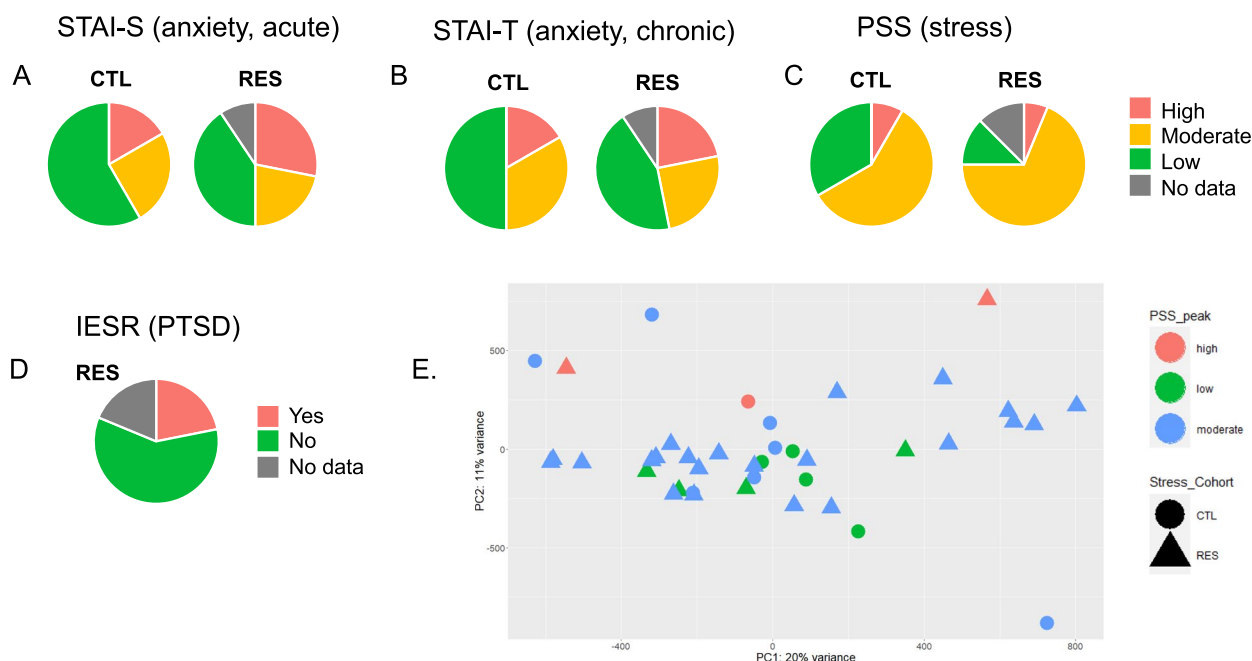 STAI-S (anxiety, acute)
STAI-T (anxiety, chronic)
PSS (stress)
A
CTL
RES
B
CTL
RES
C
CTL
RES
High
Moderate
Low
No data
IESR (PTSD)
D
RES
Yes
No
No data
E.
PC2: 11% variance
500
0
-500
-400
0
400
800
PC1: 20% variance
PSS_peak
high
low
moderate
Stress_Cohort
CTL
RES